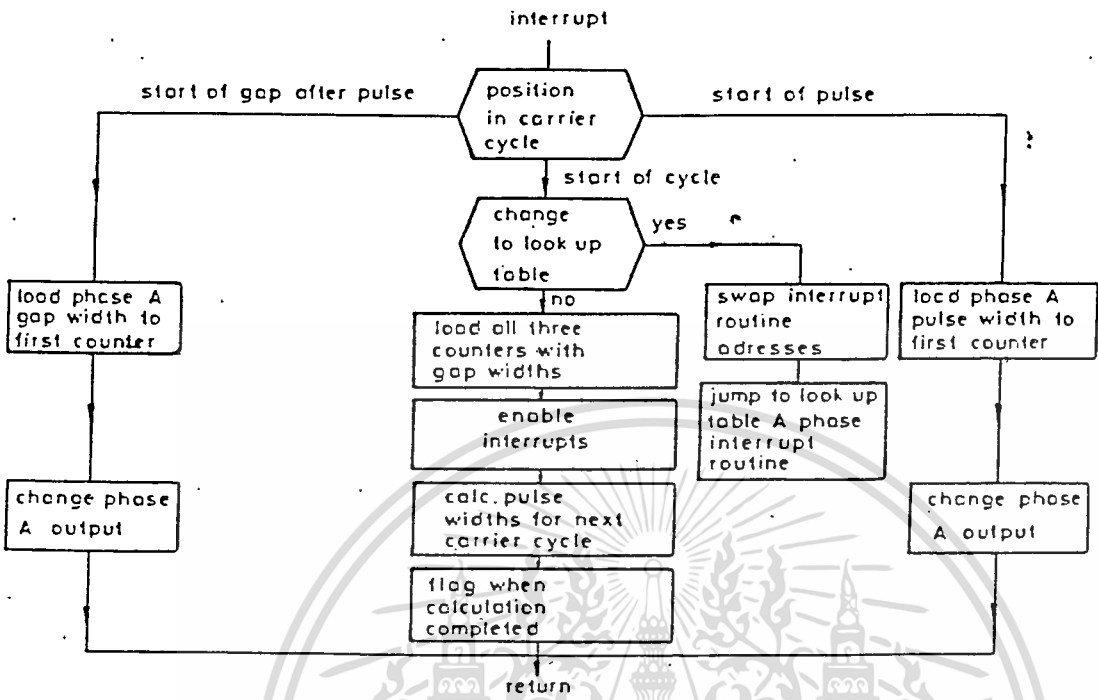 interrupt
start of gap after pulse
position
in carrier
cycle
start of pulse
start of cycle
change
to look up
table
yes
no
load phase A
gap width to
first counter
load all three
counters with
gap widths
swap interrupt
routine
adresses
load phase A
pulse width to
first counter
enable
interrupts
jump to look up
table A phase
interrupt
routine
change phase
A output
calc. pulse
widths for next
carrier cycle
change phase
A output
flag when
calculation
completed
return